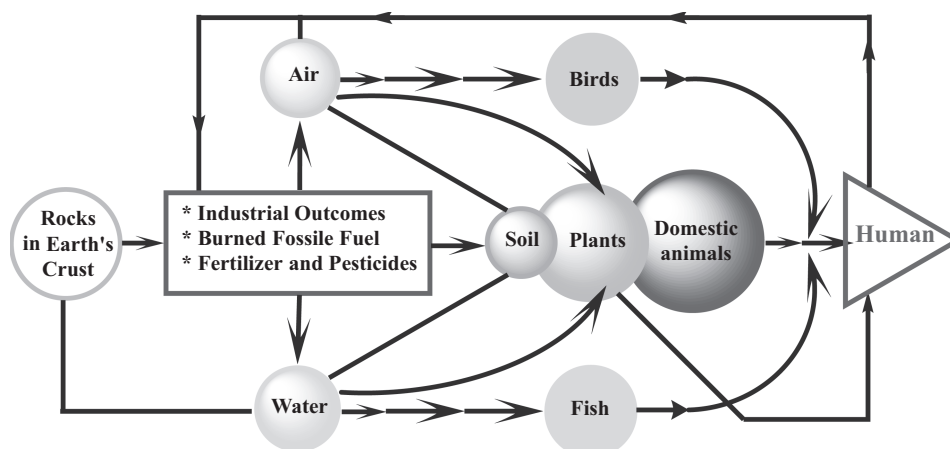 Air
Birds
Rocks
in Earth's
Crust
* Industrial Outcomes
* Burned Fossile Fuel
* Fertilizer and Pesticides
Soil
Plants
Domestic
animals
Human
Water
Fish